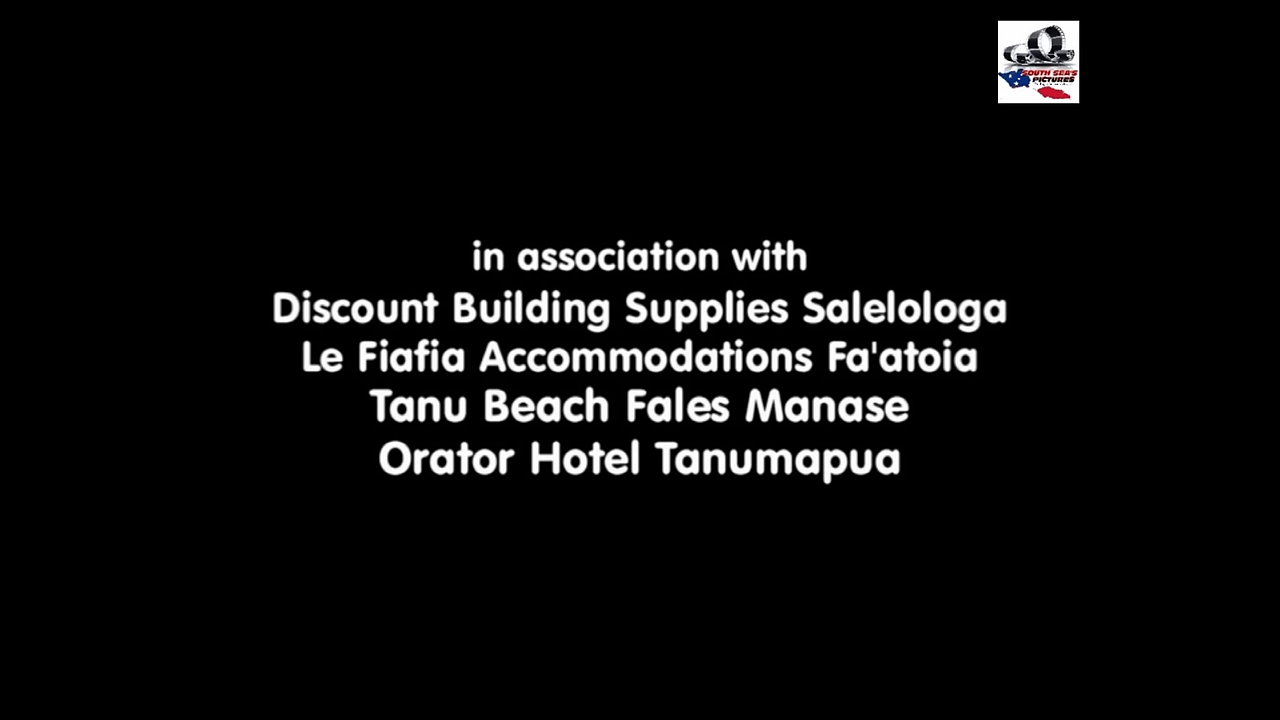 SOUTH SEA'S
PICTURES
in association with
Discount Building Supplies Salelologa
Le Fiafia Accommodations Fa'atoia
Tanu Beach Fales Manase
Orator Hotel Tanumapua